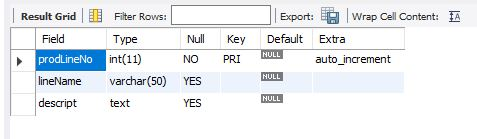 Result Grid Filter Rows: Export: Wrap Cell Content: IA
Field Type Null Key Default Extra
prodLineNo int(11) NO PRI NULL auto_increment
lineName varchar(50) YES NULL
descript text YES NULL